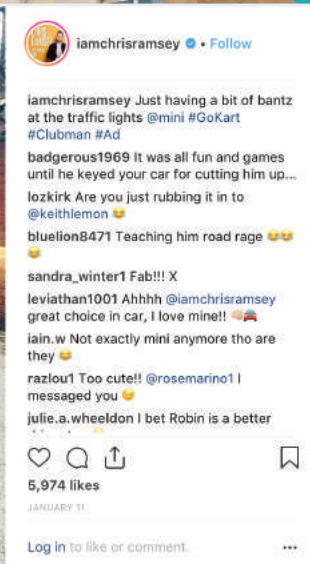 iamchrisramsey • Follow
iamchrisramsey Just having a bit of bantz
at the traffic lights @mini #GoKart
#Clubman #Ad
badgerous1969 It was all fun and games
until he keyed your car for cutting him up...
lozkirk Are you just rubbing it in to
@keithlemon 😂
bluelion8471 Teaching him road rage 😂😂
😂
sandra_winter1 Fab!!! X
leviathan1001 Ahhhh @iamchrisramsey
great choice in car, I love mine!! 👊🏻🚘
iain.w Not exactly mini anymore tho are
they 😂
razlou1 Too cute!! @rosemarino1 I
messaged you 😉
julie.a.wheeldon I bet Robin is a better
5,974 likes
JANUARY 11
Log in to like or comment.